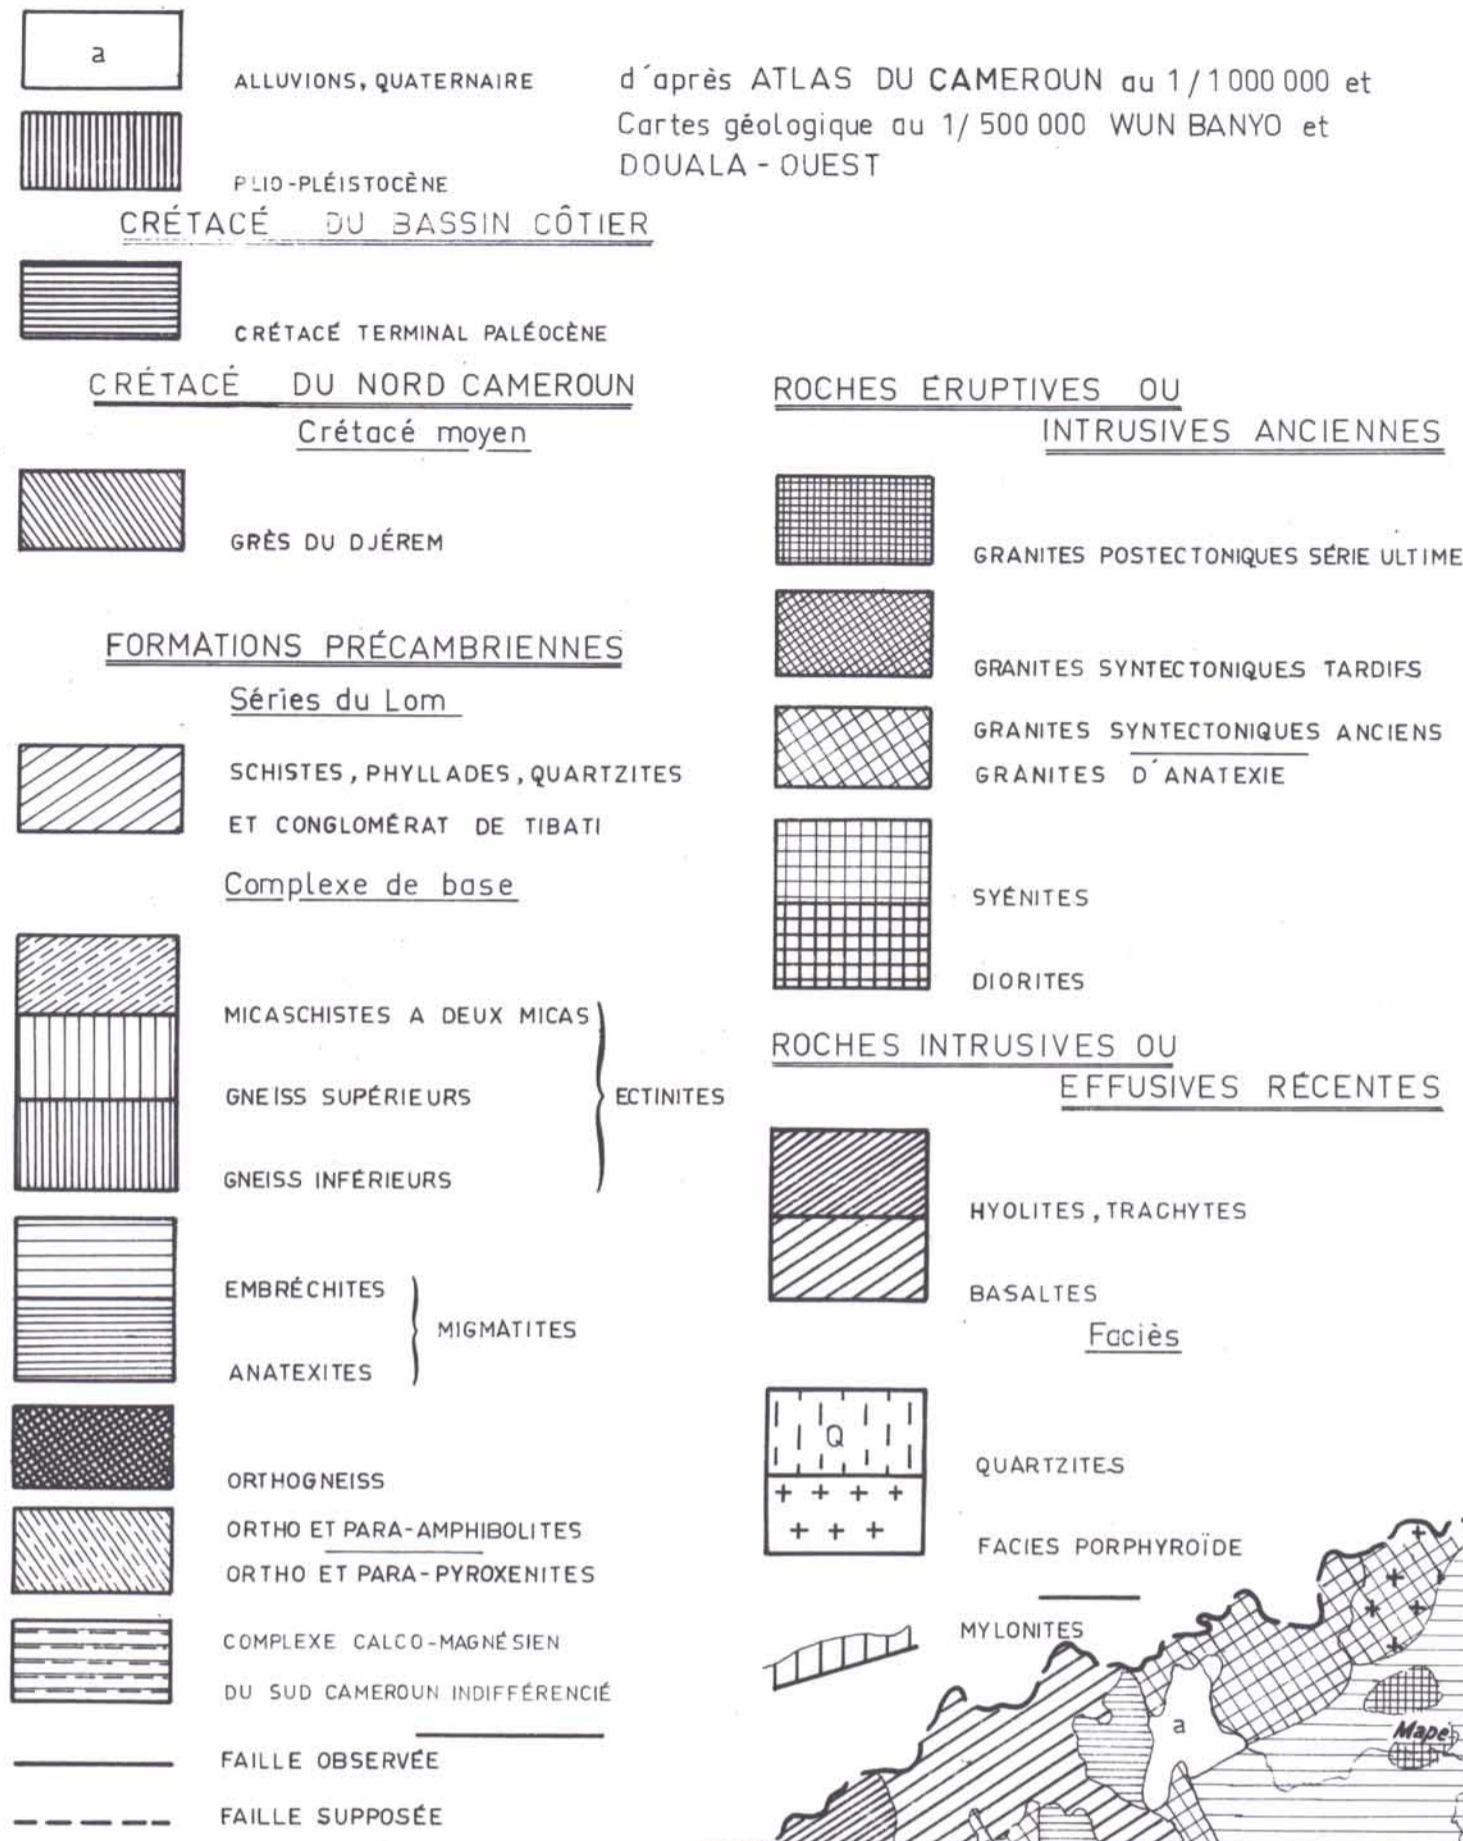 a
ALLUVIONS, QUATERNAIRE
PLIO-PLÉISTOCÈNE
d'après ATLAS DU CAMEROUN au 1/1 000 000 et
Cartes géologique au 1/ 500 000 WUN BANYO et
DOUALA - OUEST
CRÉTACÉ DU BASSIN CÔTIER
CRÉTACÉ TERMINAL PALÉOCÈNE
CRÉTACÉ DU NORD CAMEROUN
Crétacé moyen
GRÈS DU DJÉREM
FORMATIONS PRÉCAMBRIENNES
Séries du Lom
SCHISTES, PHYLLADES, QUARTZITES
ET CONGLOMÉRAT DE TIBATI
Complexe de base
MICASCHISTES A DEUX MICAS
GNEISS SUPÉRIEURS
ECTINITES
GNEISS INFÉRIEURS
EMBRÉCHITES
MIGMATITES
ANATEXITES
ORTHOGNEISS
ORTHO ET PARA-AMPHIBOLITES
ORTHO ET PARA-PYROXENITES
COMPLEXE CALCO-MAGNÉSIEN
DU SUD CAMEROUN INDIFFÉRENCIÉ
FAILLE OBSERVÉE
FAILLE SUPPOSÉE
ROCHES ÉRUPTIVES OU
INTRUSIVES ANCIENNES
GRANITES POSTECTONIQUES SÉRIE ULTIME
GRANITES SYNTECTONIQUES TARDIFS
GRANITES SYNTECTONIQUES ANCIENS
GRANITES D'ANATEXIE
SYÉNITES
DIORITES
ROCHES INTRUSIVES OU
EFFUSIVES RÉCENTES
HYOLITES, TRACHYTES
BASALTES
Faciès
Q
QUARTZITES
FACIES PORPHYROÏDE
MYLONITES
a
Mape